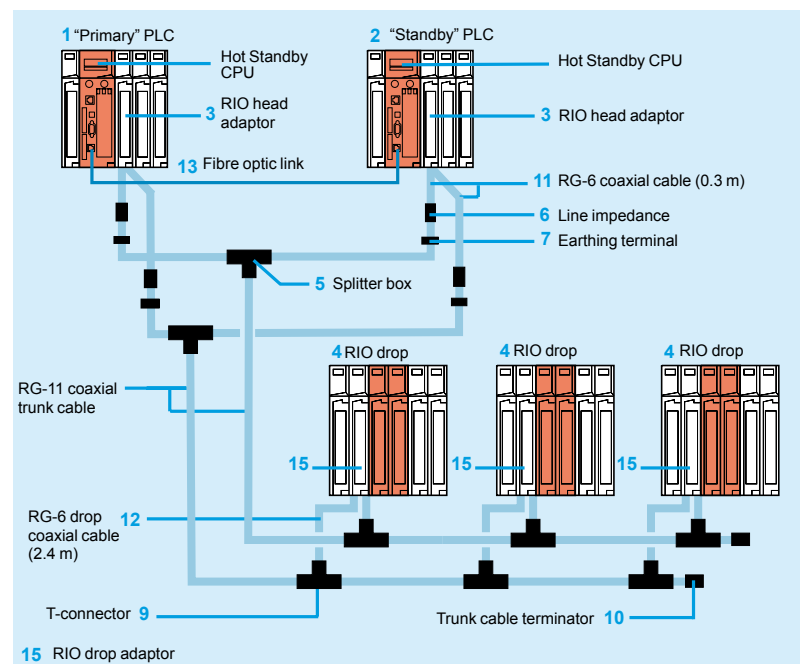 1 "Primary" PLC
2 "Standby" PLC
Hot Standby
CPU
Hot Standby CPU
3 RIO head
adaptor
3 RIO head adaptor
13 Fibre optic link
11 RG-6 coaxial cable (0.3 m)
6 Line impedance
7 Earthing terminal
5 Splitter box
4 RIO drop
4 RIO drop
4 RIO drop
RG-11 coaxial
trunk cable
15
15
15
RG-6 drop 12
coaxial cable
(2.4 m)
T-connector 9
Trunk cable terminator 10
15 RIO drop adaptor